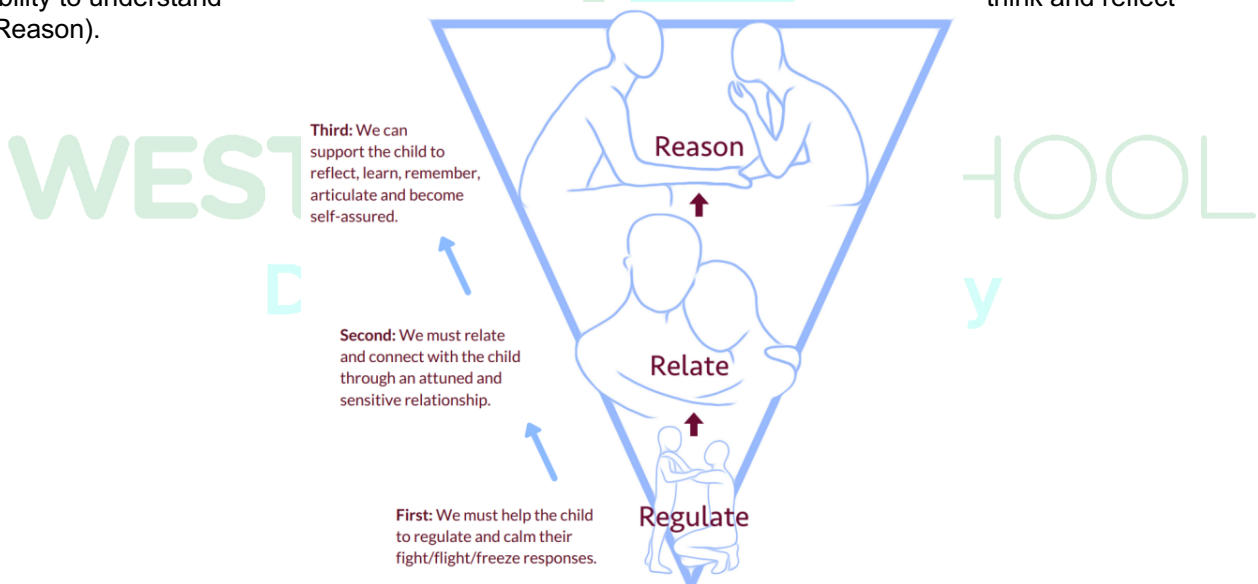 bility to understand think and reflect
Reason).
Third: We can
support the child to
reflect, learn, remember,
articulate and become
self-assured.
Reason
WEST HOOL
D y
Second: We must relate
and connect with the child
through an attuned and
sensitive relationship.
Relate
First: We must help the child
to regulate and calm their
fight/flight/freeze responses.
Regulate